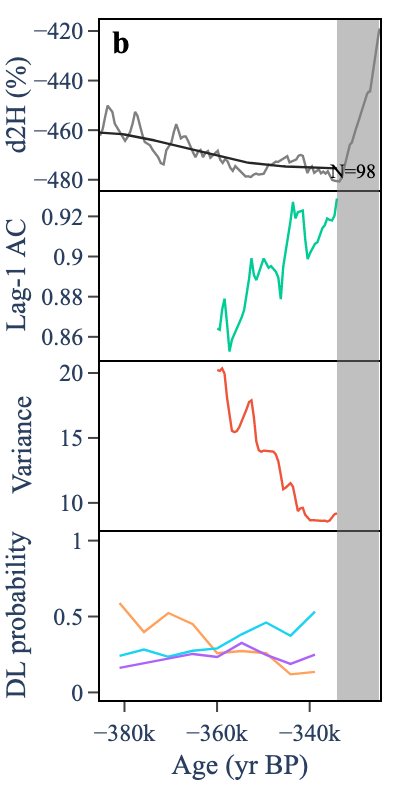 b
−420
−440
−460
−480
d2H (%)
N=98
0.92
0.9
0.88
0.86
Lag-1 AC
20
15
10
Variance
1
0.5
0
DL probability
−380k
−360k
−340k
Age (yr BP)